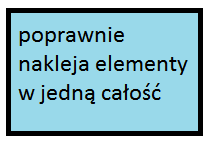 poprawnie
nakleja elementy
w jedną całość